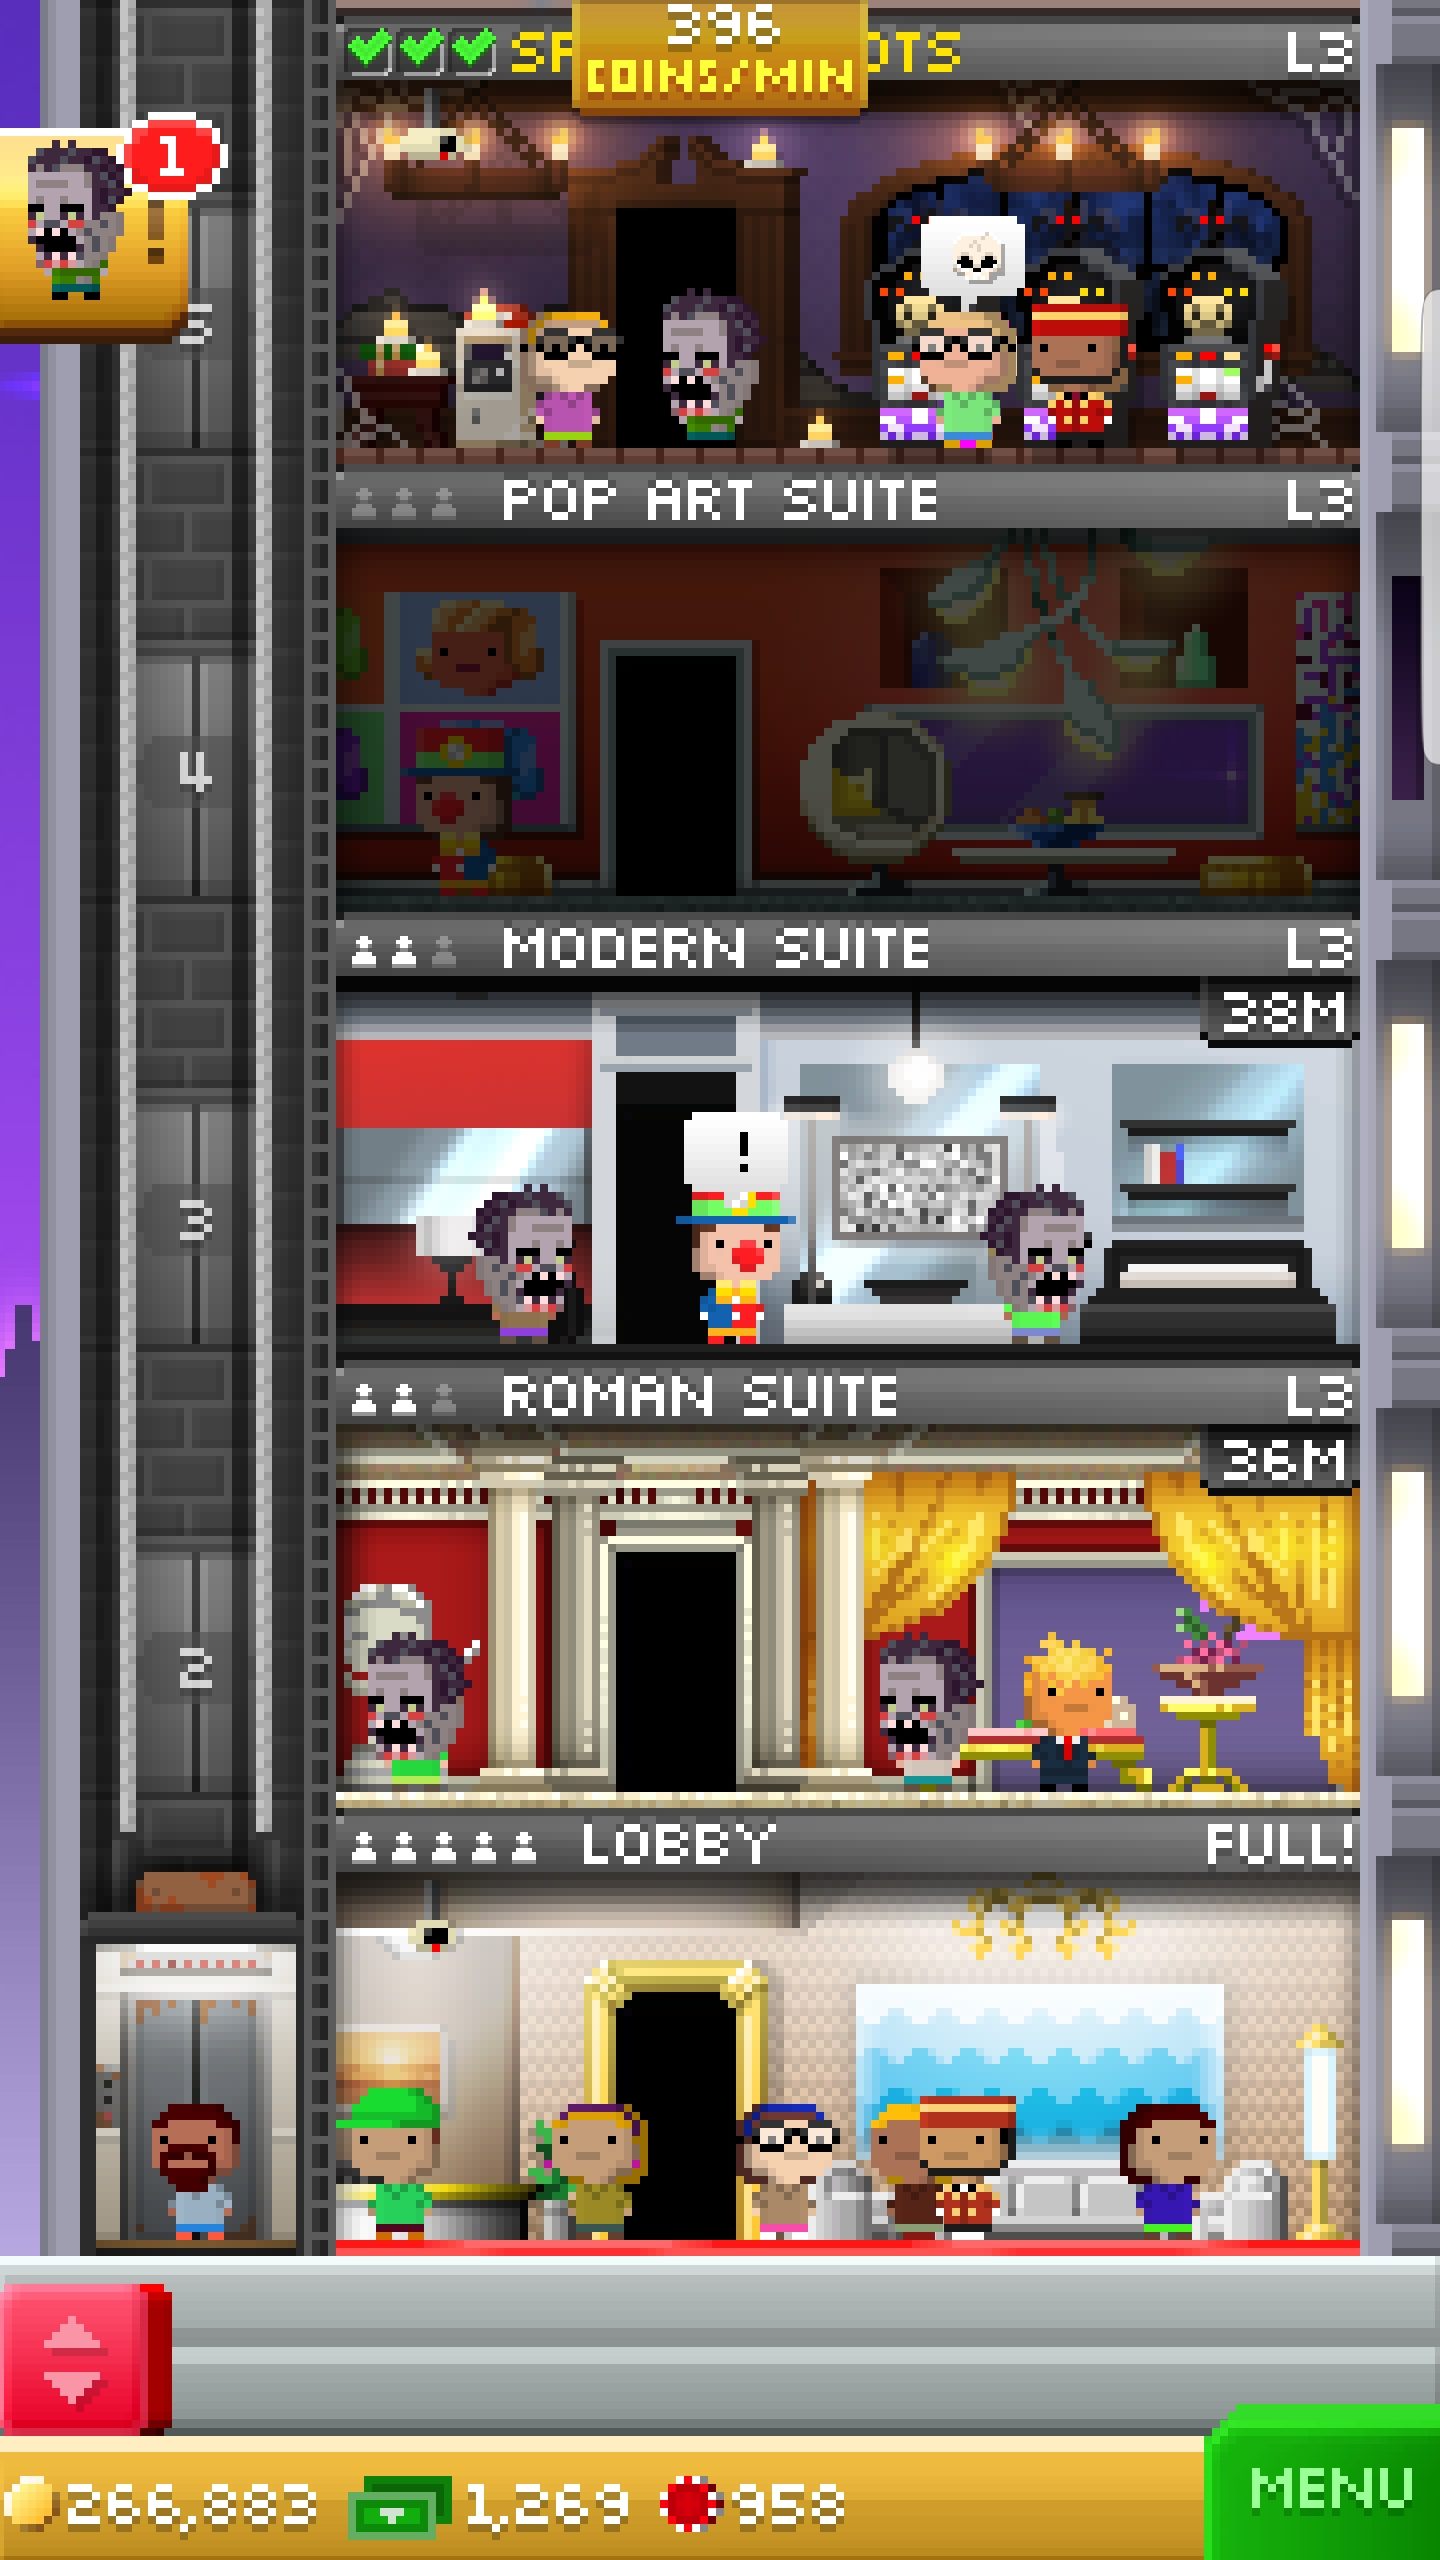 396
COINS/MIN
L3
1
!
5
POP ART SUITE
L3
4
MODERN SUITE
L3
38M
!
3
ROMAN SUITE
L3
36M
2
LOBBY
FULL!
266,883
1,269
958
MENU